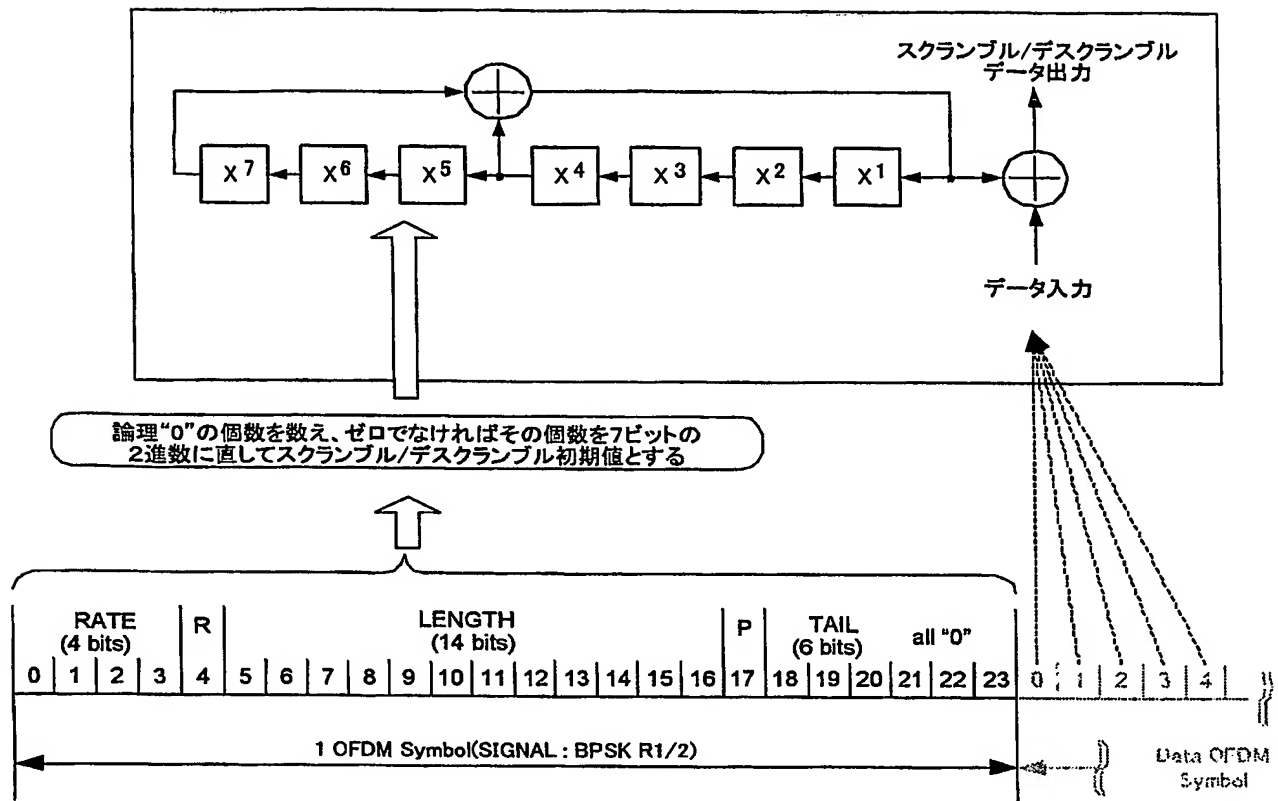 スクランブル/デスクランブル
データ出力
X7 X6 X5 X4 X3 X2 X1
データ入力
論理“0”の個数を数え、ゼロでなければその個数を7ビットの
2進数に直してスクランブル/デスクランブル初期値とする
RATE R LENGTH P TAIL all “0”
(4 bits) (14 bits) (6 bits)
0 1 2 3 4 5 6 7 8 9 10 11 12 13 14 15 16 17 18 19 20 21 22 23 0 1 2 3 4
1 OFDM Symbol(SIGNAL : BPSK R1/2)
Data OFDM
Symbol